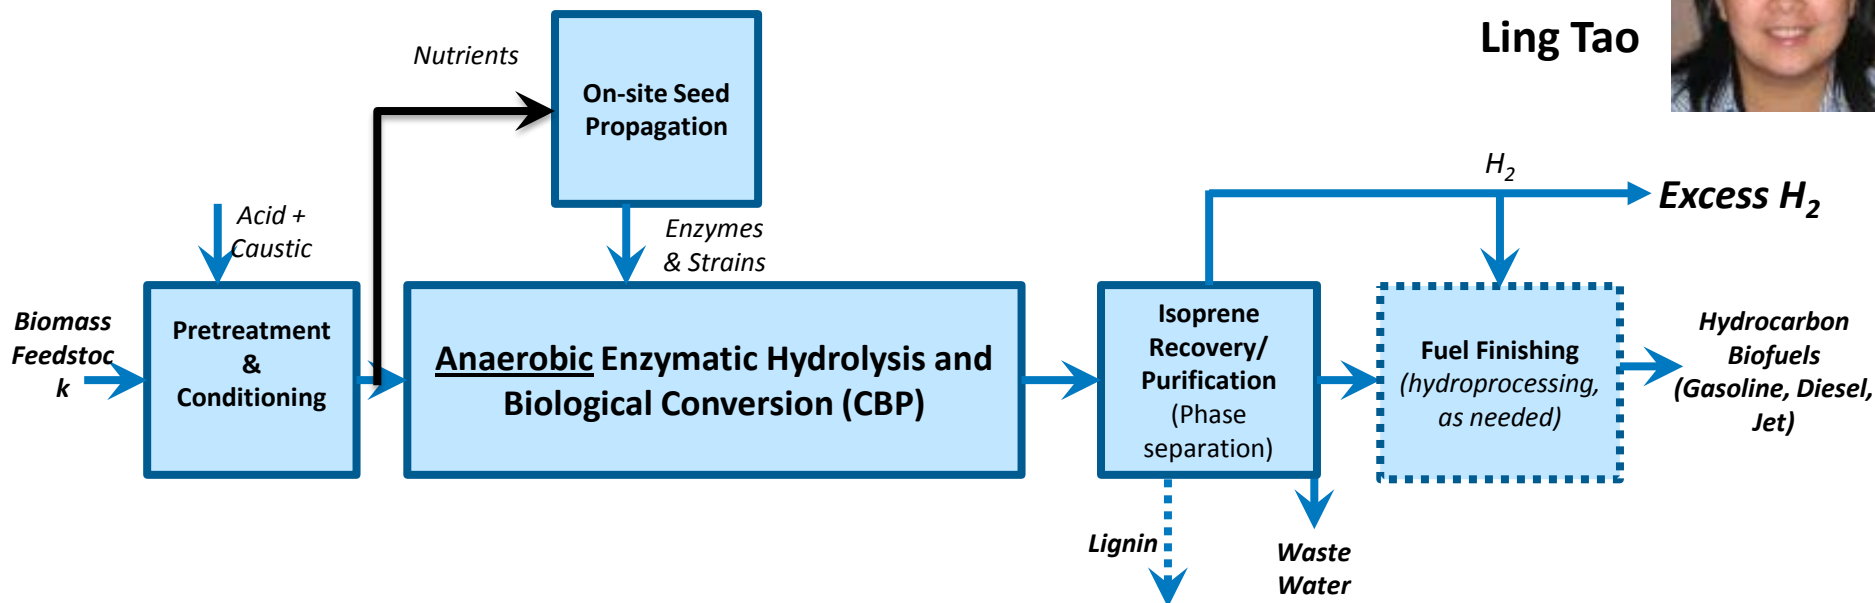 Ling Tao
Nutrients
On-site Seed
Propagation
H2
Excess H2
Acid +
Caustic
Enzymes
& Strains
Biomass
Feedstoc
k
Pretreatment
&
Conditioning
Anaerobic Enzymatic Hydrolysis and
Biological Conversion (CBP)
Isoprene
Recovery/
Purification
(Phase
separation)
Fuel Finishing
(hydroprocessing,
as needed)
Hydrocarbon
Biofuels
(Gasoline, Diesel,
Jet)
Lignin
Waste
Water